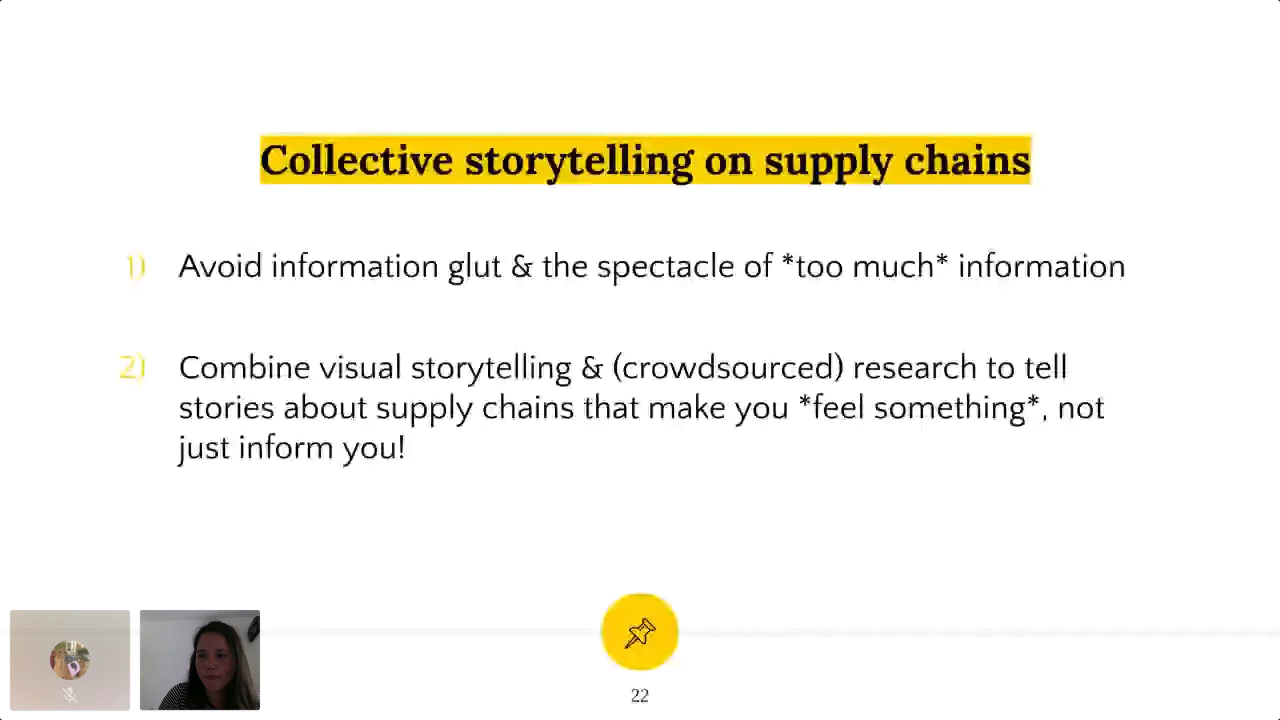 Collective storytelling on supply chains
1) Avoid information glut & the spectacle of *too much* information
2) Combine visual storytelling & (crowdsourced) research to tell
stories about supply chains that make you *feel something*, not
just inform you!
22